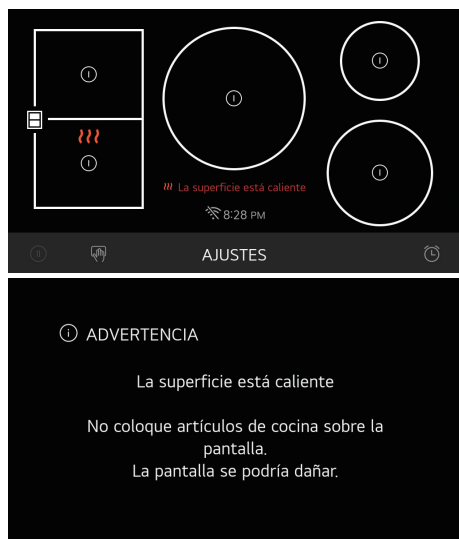 La superficie está caliente
8:28 PM
AJUSTES
ADVERTENCIA
La superficie está caliente
No coloque artículos de cocina sobre la
pantalla.
La pantalla se podría dañar.